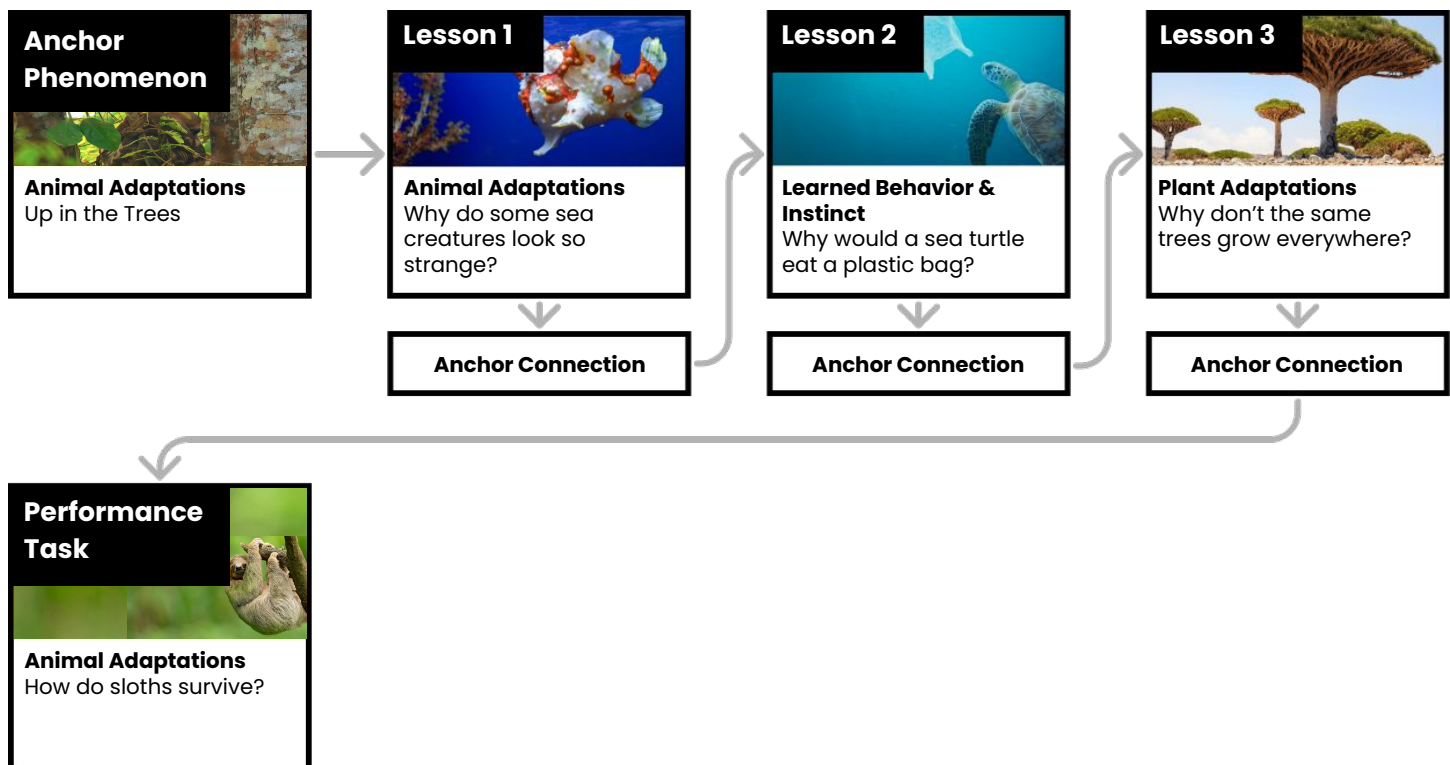 Anchor
Phenomenon
Animal Adaptations
Up in the Trees
Lesson 1
Animal Adaptations
Why do some sea
creatures look so
strange?
Anchor Connection
Lesson 2
Learned Behavior &
Instinct
Why would a sea turtle
eat a plastic bag?
Anchor Connection
Lesson 3
Plant Adaptations
Why don’t the same
trees grow everywhere?
Anchor Connection
Performance
Task
Animal Adaptations
How do sloths survive?